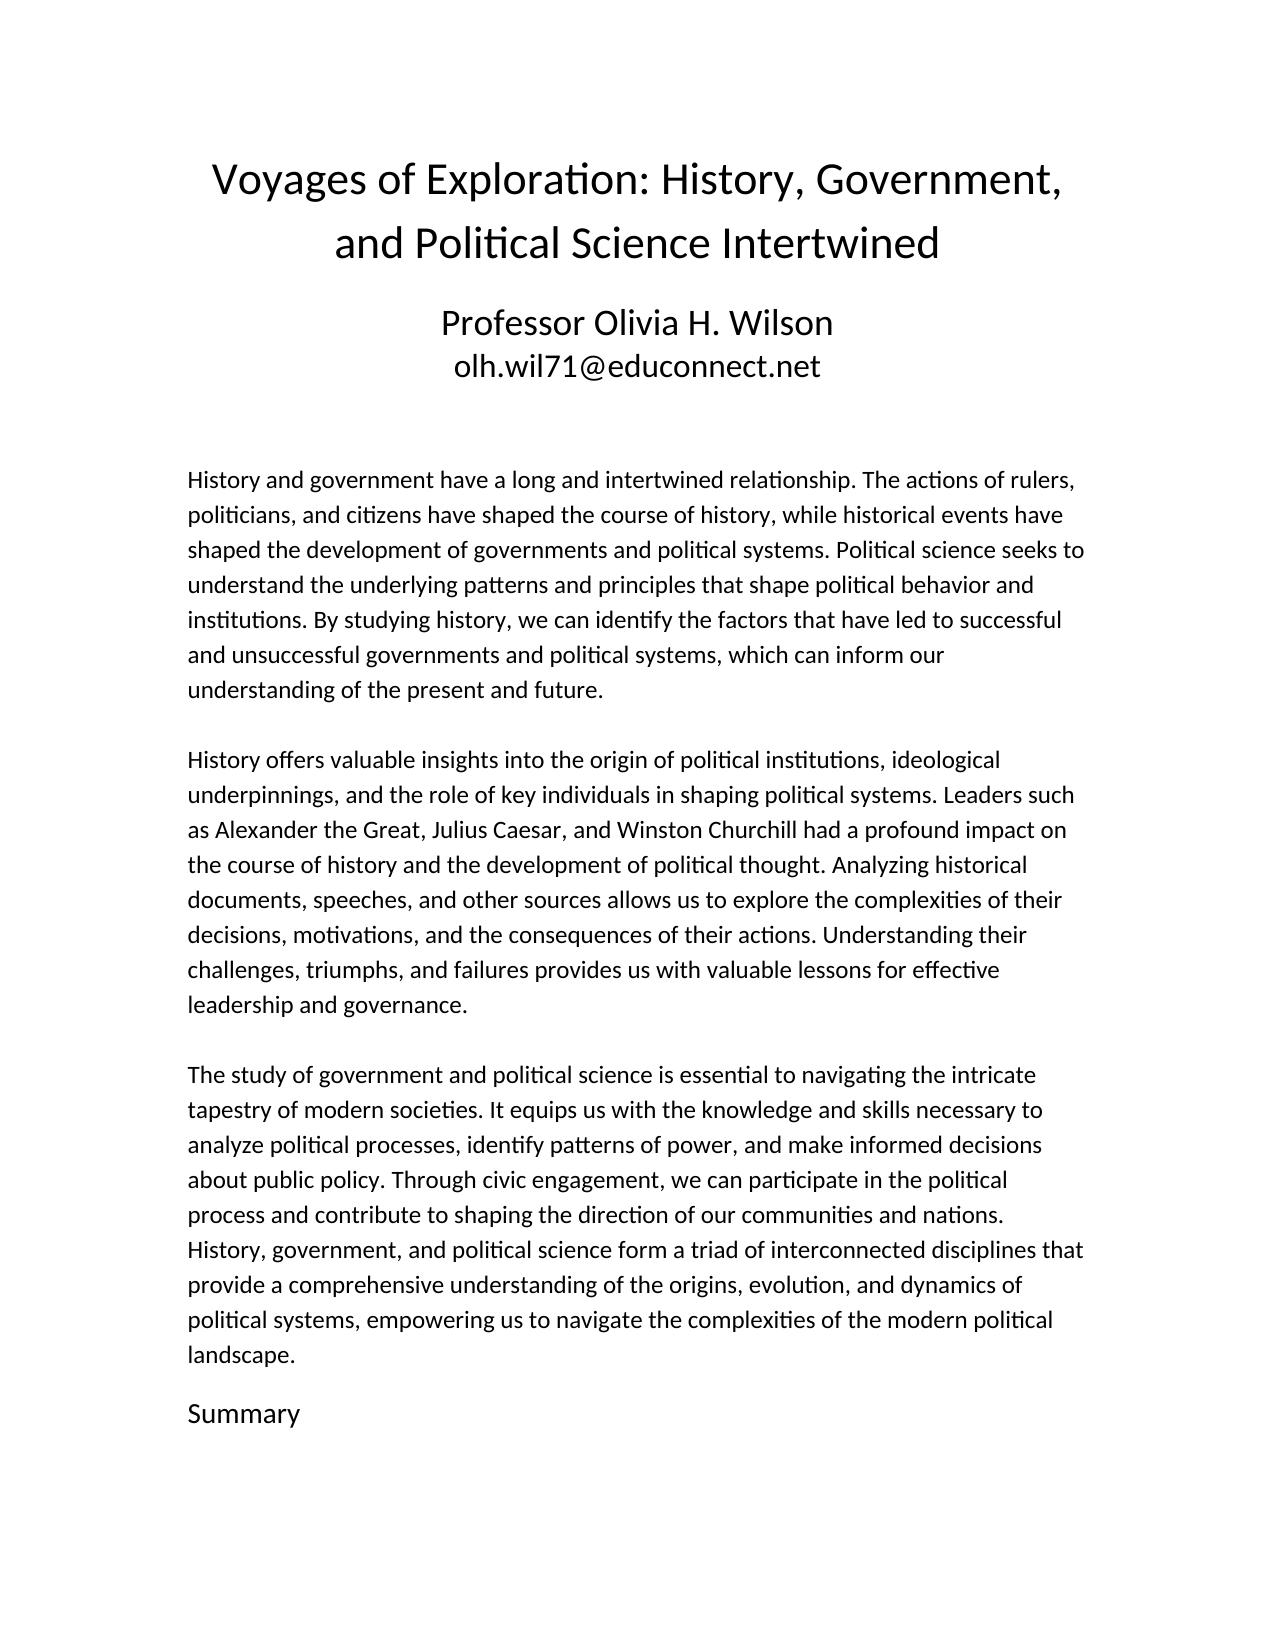 Voyages of Exploration: History, Government,
and Political Science Intertwined
Professor Olivia H. Wilson
olh.wil71@educonnect.net
History and government have a long and intertwined relationship. The actions of rulers,
politicians, and citizens have shaped the course of history, while historical events have
shaped the development of governments and political systems. Political science seeks to
understand the underlying patterns and principles that shape political behavior and
institutions. By studying history, we can identify the factors that have led to successful
and unsuccessful governments and political systems, which can inform our
understanding of the present and future.
History offers valuable insights into the origin of political institutions, ideological
underpinnings, and the role of key individuals in shaping political systems. Leaders such
as Alexander the Great, Julius Caesar, and Winston Churchill had a profound impact on
the course of history and the development of political thought. Analyzing historical
documents, speeches, and other sources allows us to explore the complexities of their
decisions, motivations, and the consequences of their actions. Understanding their
challenges, triumphs, and failures provides us with valuable lessons for effective
leadership and governance.
The study of government and political science is essential to navigating the intricate
tapestry of modern societies. It equips us with the knowledge and skills necessary to
analyze political processes, identify patterns of power, and make informed decisions
about public policy. Through civic engagement, we can participate in the political
process and contribute to shaping the direction of our communities and nations.
History, government, and political science form a triad of interconnected disciplines that
provide a comprehensive understanding of the origins, evolution, and dynamics of
political systems, empowering us to navigate the complexities of the modern political
landscape.
Summary